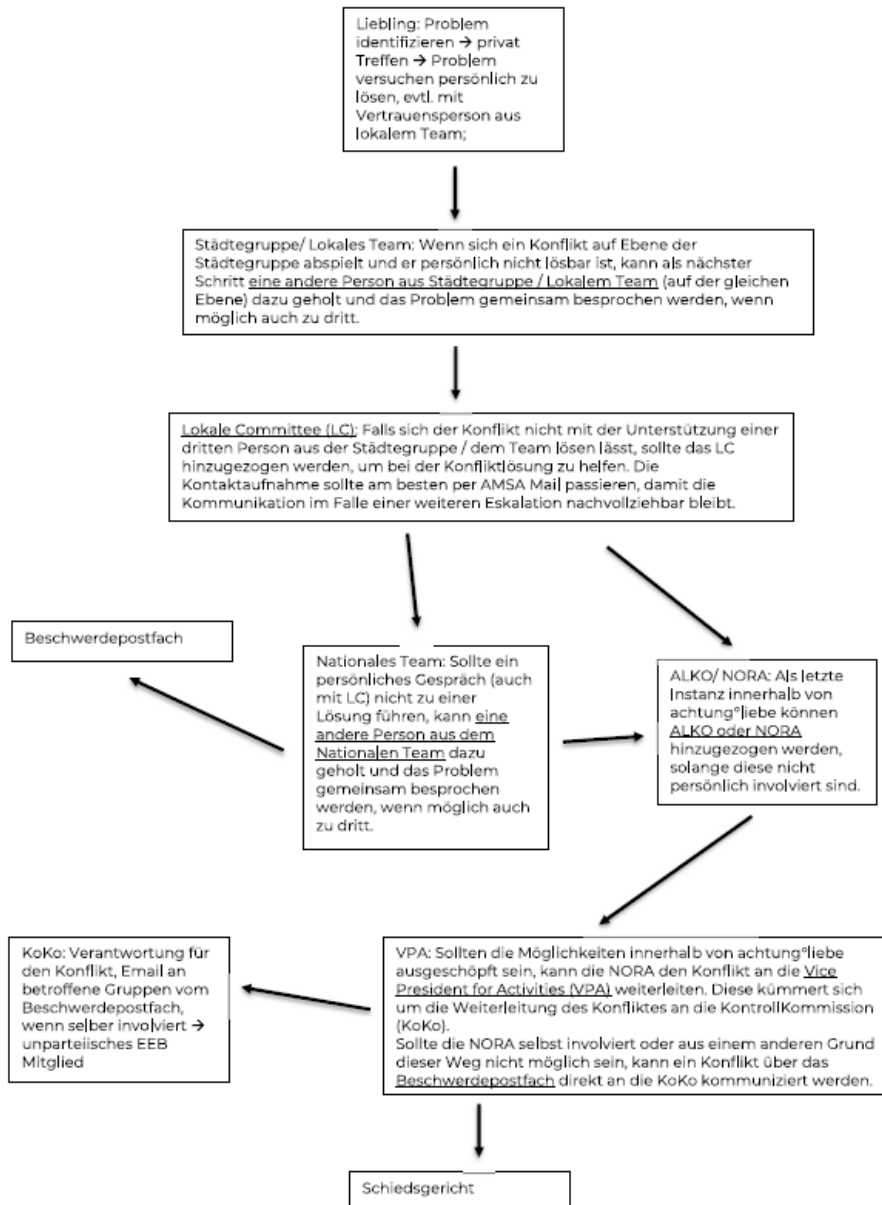 Liebling: Problem
identifizieren → privat
Treffen → Problem
versuchen persönlich zu
lösen, evtl. mit
Vertrauensperson aus
lokalem Team;
Städtegruppe/ Lokales Team: Wenn sich ein Konflikt auf Ebene der
Städtegruppe abspielt und er persönlich nicht lösbar ist, kann als nächster
Schritt eine andere Person aus Städtegruppe / Lokalem Team (auf der gleichen
Ebene) dazu geholt und das Problem gemeinsam besprochen werden, wenn
möglich auch zu dritt.
Lokale Committee (LC): Falls sich der Konflikt nicht mit der Unterstützung einer
dritten Person aus der Städtegruppe / dem Team lösen lässt, sollte das LC
hinzugezogen werden, um bei der Konfliktlösung zu helfen. Die
Kontaktaufnahme sollte am besten per AMSA Mail passieren, damit die
Kommunikation im Falle einer weiteren Eskalation nachvollziehbar bleibt.
Beschwerdepostfach
Nationales Team: Sollte ein
persönliches Gespräch (auch
mit LC) nicht zu einer
Lösung führen, kann eine
andere Person aus dem
Nationalen Team dazu
geholt und das Problem
gemeinsam besprochen
werden, wenn möglich auch
zu dritt.
ALKO/ NORA: Als letzte
Instanz innerhalb von
achtung°liebe können
ALKO oder NORA
hinzugezogen werden,
solange diese nicht
persönlich involviert sind.
KoKo: Verantwortung für
den Konflikt, Email an
betroffene Gruppen vom
Beschwerdepostfach,
wenn selber involviert →
unparteiisches EEB
Mitglied
VPA: Sollten die Möglichkeiten innerhalb von achtung°liebe
ausgeschöpft sein, kann die NORA den Konflikt an die Vice
President for Activities (VPA) weiterleiten. Diese kümmert sich
um die Weiterleitung des Konfliktes an die KontrollKommission
(KoKo).
Sollte die NORA selbst involviert oder aus einem anderen Grund
dieser Weg nicht möglich sein, kann ein Konflikt über das
Beschwerdepostfach direkt an die KoKo kommuniziert werden.
Schiedsgericht